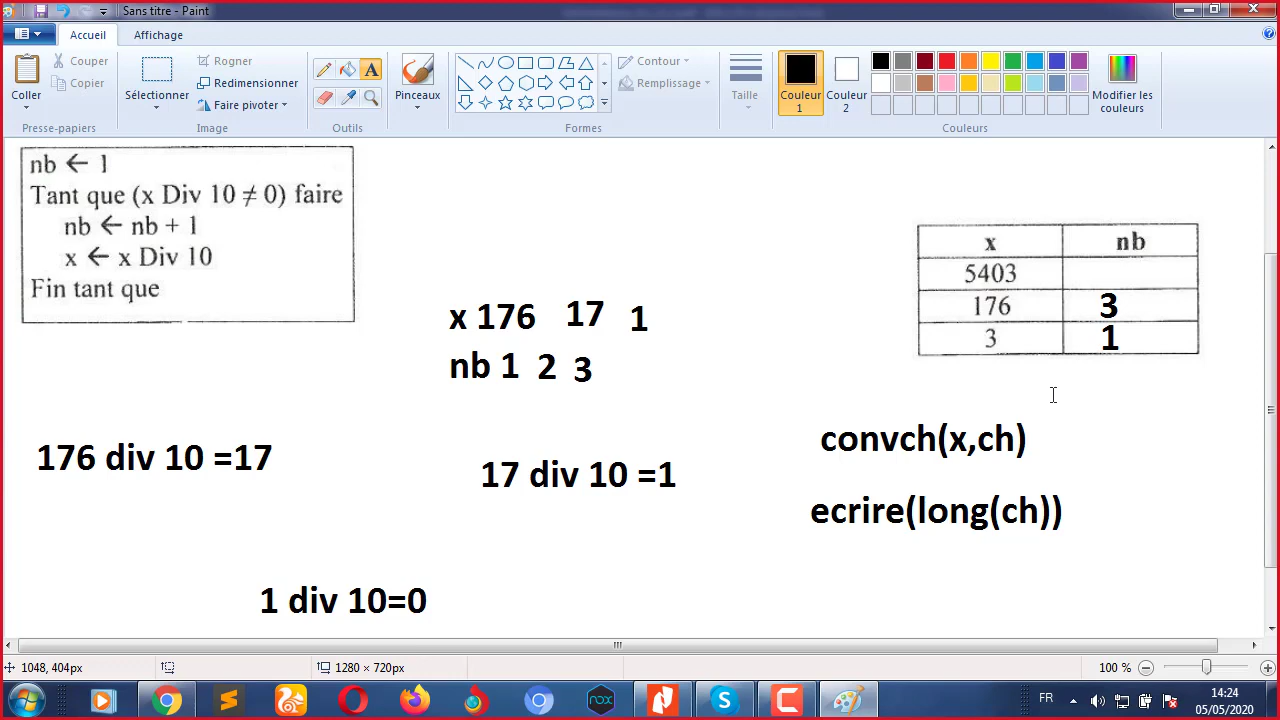 Sans titre - Paint
Accueil
Affichage
Coller
Couper
Copier
Presse-papiers
Sélectionner
Rogner
Redimensionner
Faire pivoter
Image
A
Outils
Pinceaux
Contour
Remplissage
Formes
Taille
Couleur 1
Couleur 2
Modifier les couleurs
Couleurs
nb ← 1
Tant que (x Div 10 ≠ 0) faire
nb ← nb + 1
x ← x Div 10
Fin tant que
x nb
5403
176 3
3 1
x 176 17 1
nb 1 2 3
176 div 10 =17
17 div 10 =1
1 div 10=0
convch(x,ch)
ecrire(long(ch))
1048, 404px
1280 × 720px
100 %
nox
S
FR
14:24
05/05/2020